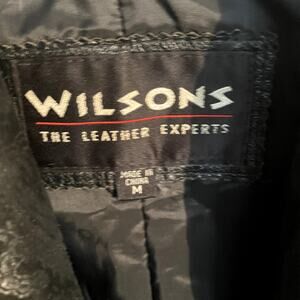 WILSONS
THE LEATHER EXPERTS
MADE IN
CHINA
M